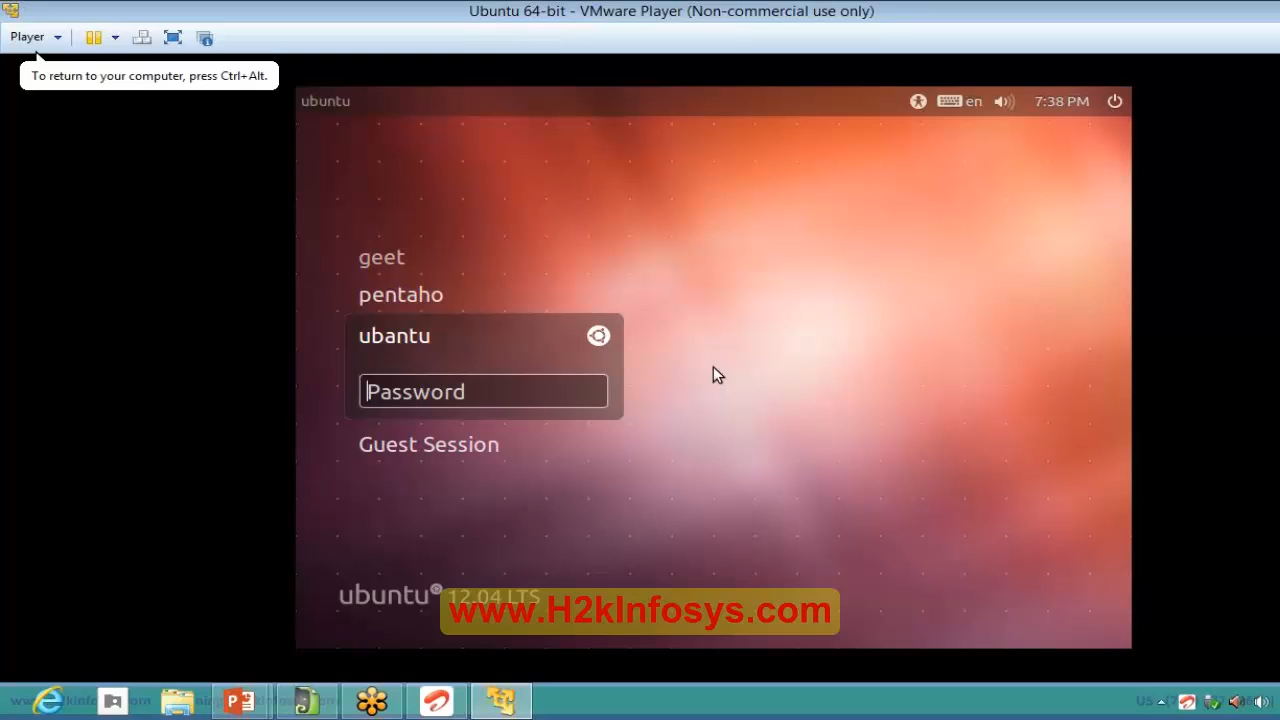 Ubuntu 64-bit - VMware Player (Non-commercial use only)
Player
To return to your computer, press Ctrl+Alt.
ubuntu
en
7:38 PM
geet
pentaho
ubantu
Password
Guest Session
ubuntu® 12.04 LTS
www.H2kInfosys.com
US